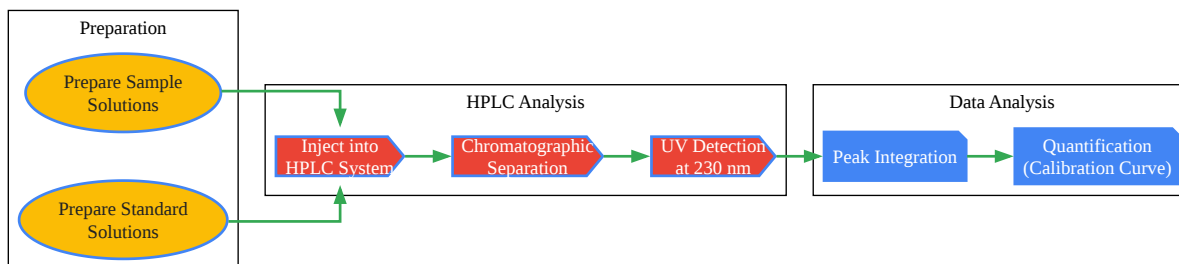 Preparation
Prepare Sample
Solutions
Prepare Standard
Solutions
HPLC Analysis
Inject into
HPLC System
Chromatographic
Separation
UV Detection
at 230 nm
Data Analysis
Peak Integration
Quantification
(Calibration Curve)